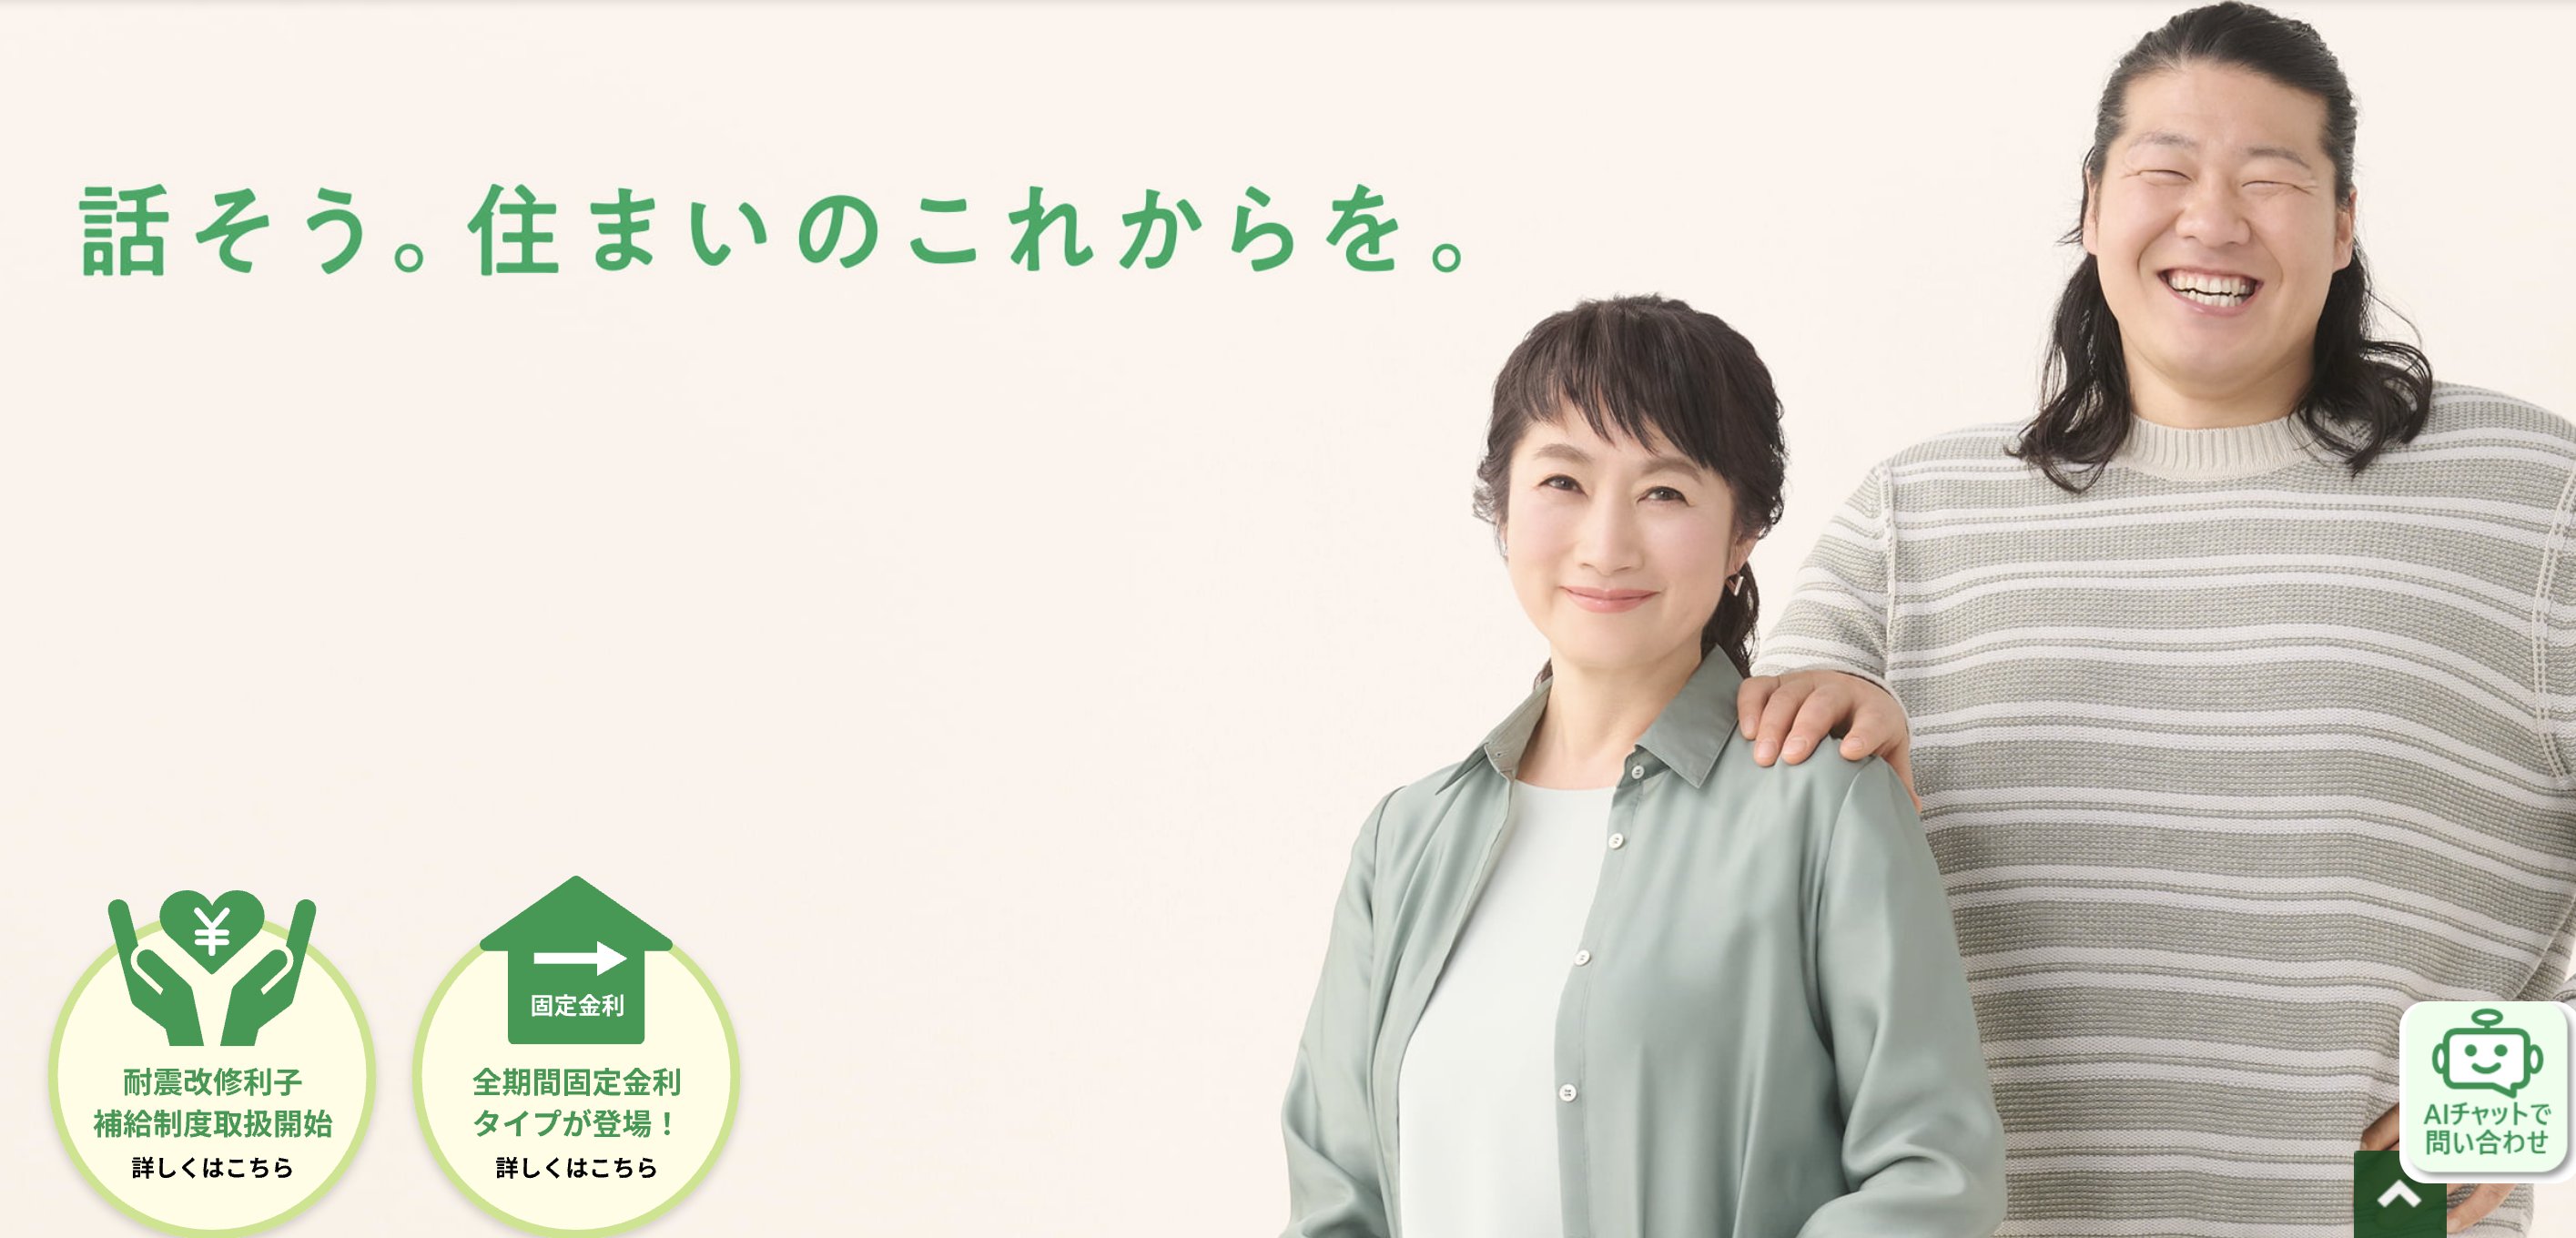 話そう。住まいのこれからを。
¥
耐震改修利子
補給制度取扱開始
詳しくはこちら
固定金利
全期間固定金利
タイプが登場！
詳しくはこちら
AIチャットで
問い合わせ